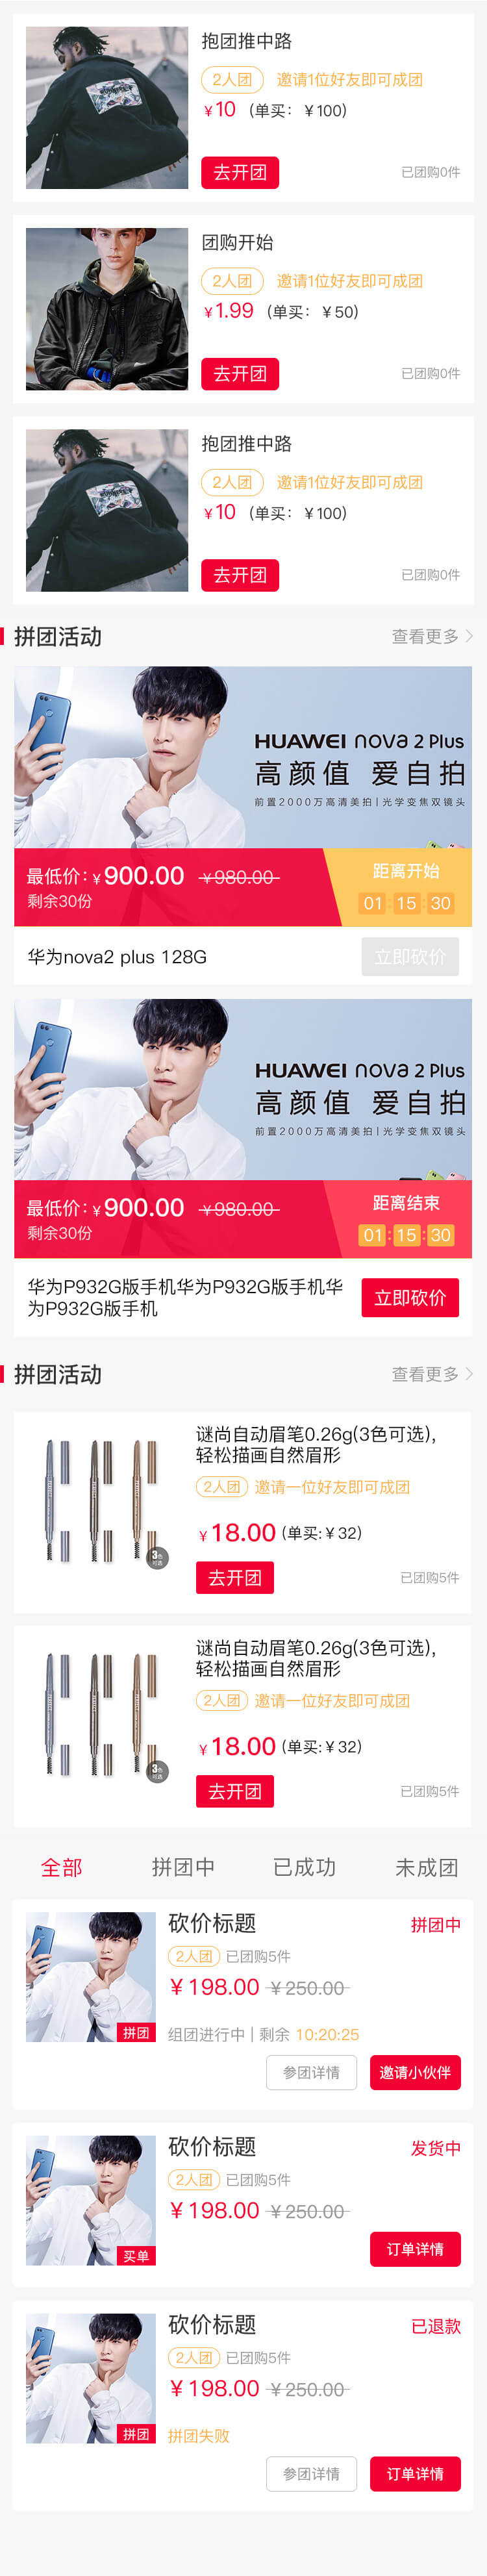 抱团推中路
2人团 邀请1位好友即可成团
￥10 (单买：￥100)
去开团 已团购0件
团购开始
2人团 邀请1位好友即可成团
￥1.99 (单买：￥50)
去开团 已团购0件
抱团推中路
2人团 邀请1位好友即可成团
￥10 (单买：￥100)
去开团 已团购0件
拼团活动 查看更多
HUAWEI nova 2 Plus
高颜值 爱自拍
前置2000万高清美拍|光学变焦双镜头
最低价:￥900.00 ￥980.00 距离开始
剩余30份 01:15:30
华为nova2 plus 128G 立即砍价
HUAWEI nova 2 Plus
高颜值 爱自拍
前置2000万高清美拍|光学变焦双镜头
最低价:￥900.00 ￥980.00 距离结束
剩余30份 01:15:30
华为P932G版手机华为P932G版手机华
为P932G版手机 立即砍价
拼团活动 查看更多
谜尚自动眉笔0.26g(3色可选),
轻松描画自然眉形
2人团 邀请一位好友即可成团
3色
可选
￥18.00 (单买:￥32)
去开团 已团购5件
谜尚自动眉笔0.26g(3色可选),
轻松描画自然眉形
2人团 邀请一位好友即可成团
3色
可选
￥18.00 (单买:￥32)
去开团 已团购5件
全部 拼团中 已成功 未成团
砍价标题 拼团中
2人团 已团购5件
￥198.00 ￥250.00
拼团 组团进行中 | 剩余 10:20:25
参团详情 邀请小伙伴
砍价标题 发货中
2人团 已团购5件
￥198.00 ￥250.00
买单 订单详情
砍价标题 已退款
2人团 已团购5件
￥198.00 ￥250.00
拼团 拼团失败
参团详情 订单详情